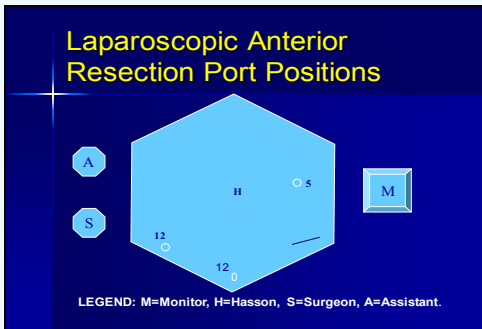 Laparoscopic Anterior
Resection Port Positions
A
H
5
M
S
12
12
LEGEND: M=Monitor, H=Hasson, S=Surgeon, A=Assistant.